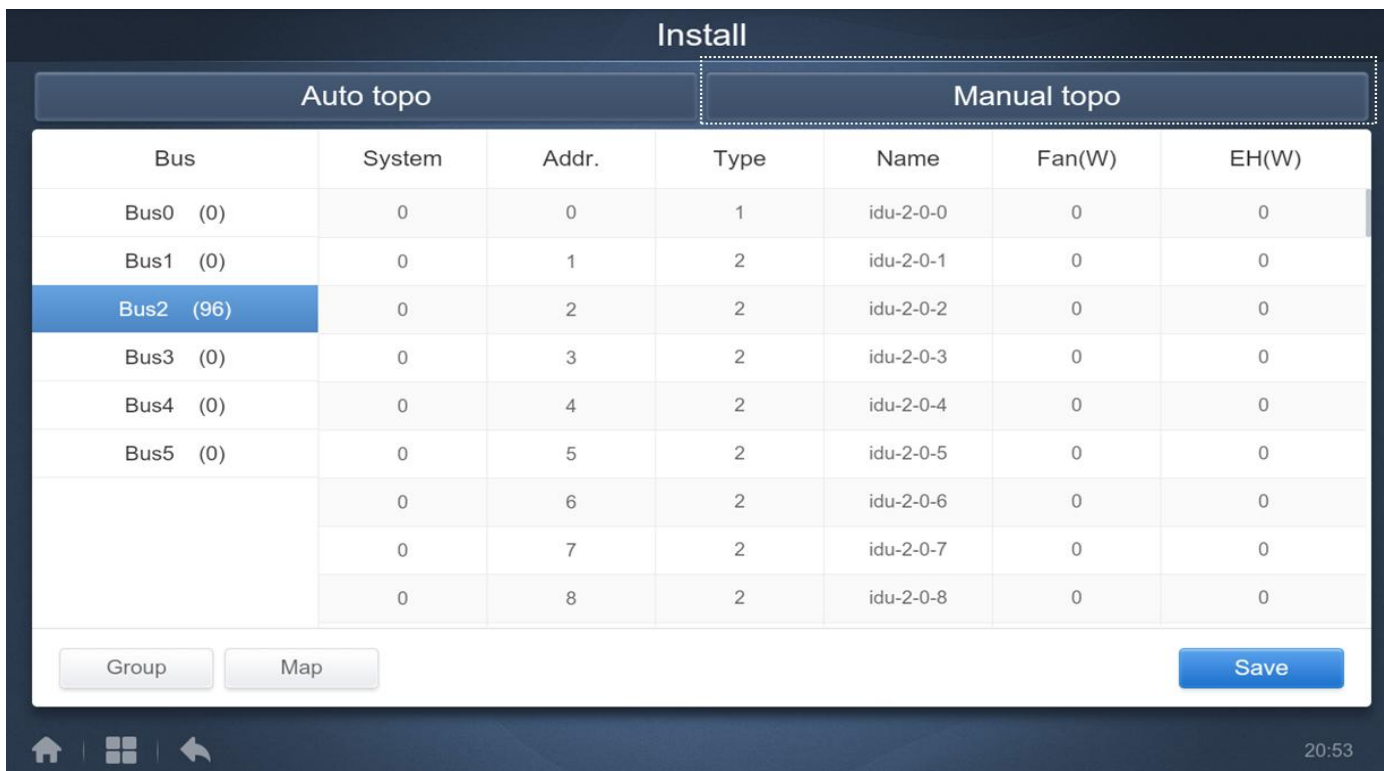 Install
Auto topo Manual topo
Bus System Addr. Type Name Fan(W) EH(W)
Bus0 (0) 0 0 1 idu-2-0-0 0 0
Bus1 (0) 0 1 2 idu-2-0-1 0 0
Bus2 (96) 0 2 2 idu-2-0-2 0 0
Bus3 (0) 0 3 2 idu-2-0-3 0 0
Bus4 (0) 0 4 2 idu-2-0-4 0 0
Bus5 (0) 0 5 2 idu-2-0-5 0 0
0 6 2 idu-2-0-6 0 0
0 7 2 idu-2-0-7 0 0
0 8 2 idu-2-0-8 0 0
Group Map Save
20:53